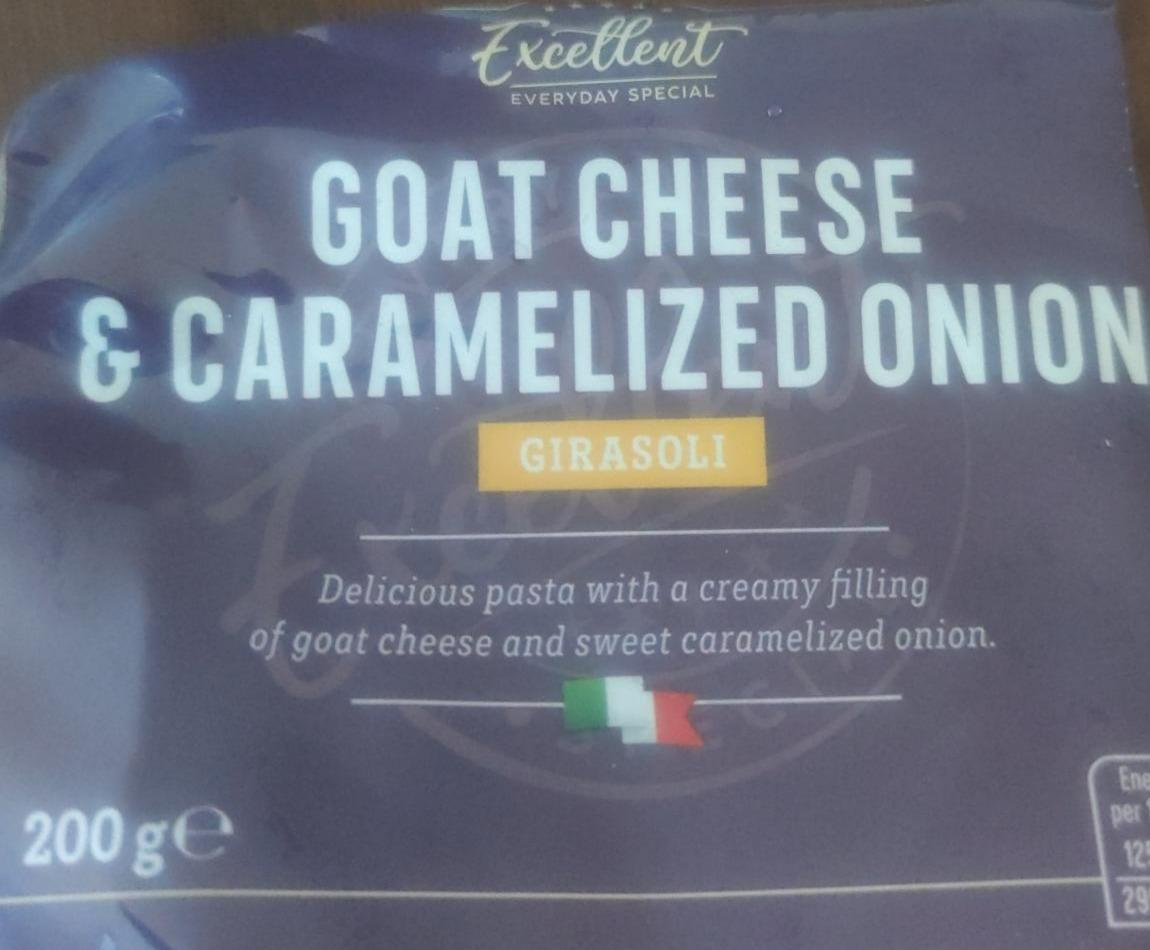 Excellent
EVERYDAY SPECIAL
GOAT CHEESE
& CARAMELIZED ONION
GIRASOLI
Delicious pasta with a creamy filling
of goat cheese and sweet caramelized onion.
200 g℮
per